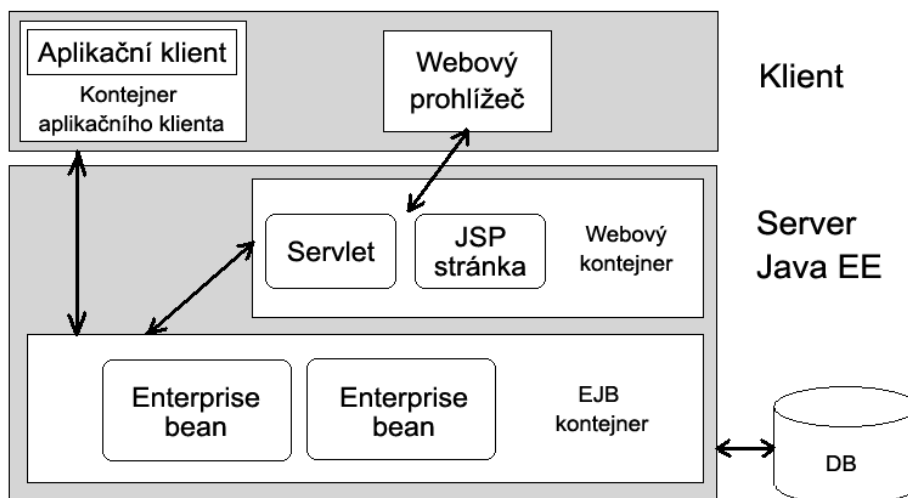 Aplikační klient
Kontejner
aplikačního klienta
Webový
prohlížeč
Klient
Servlet
JSP
stránka
Webový
kontejner
Server
Java EE
Enterprise
bean
Enterprise
bean
EJB
kontejner
DB